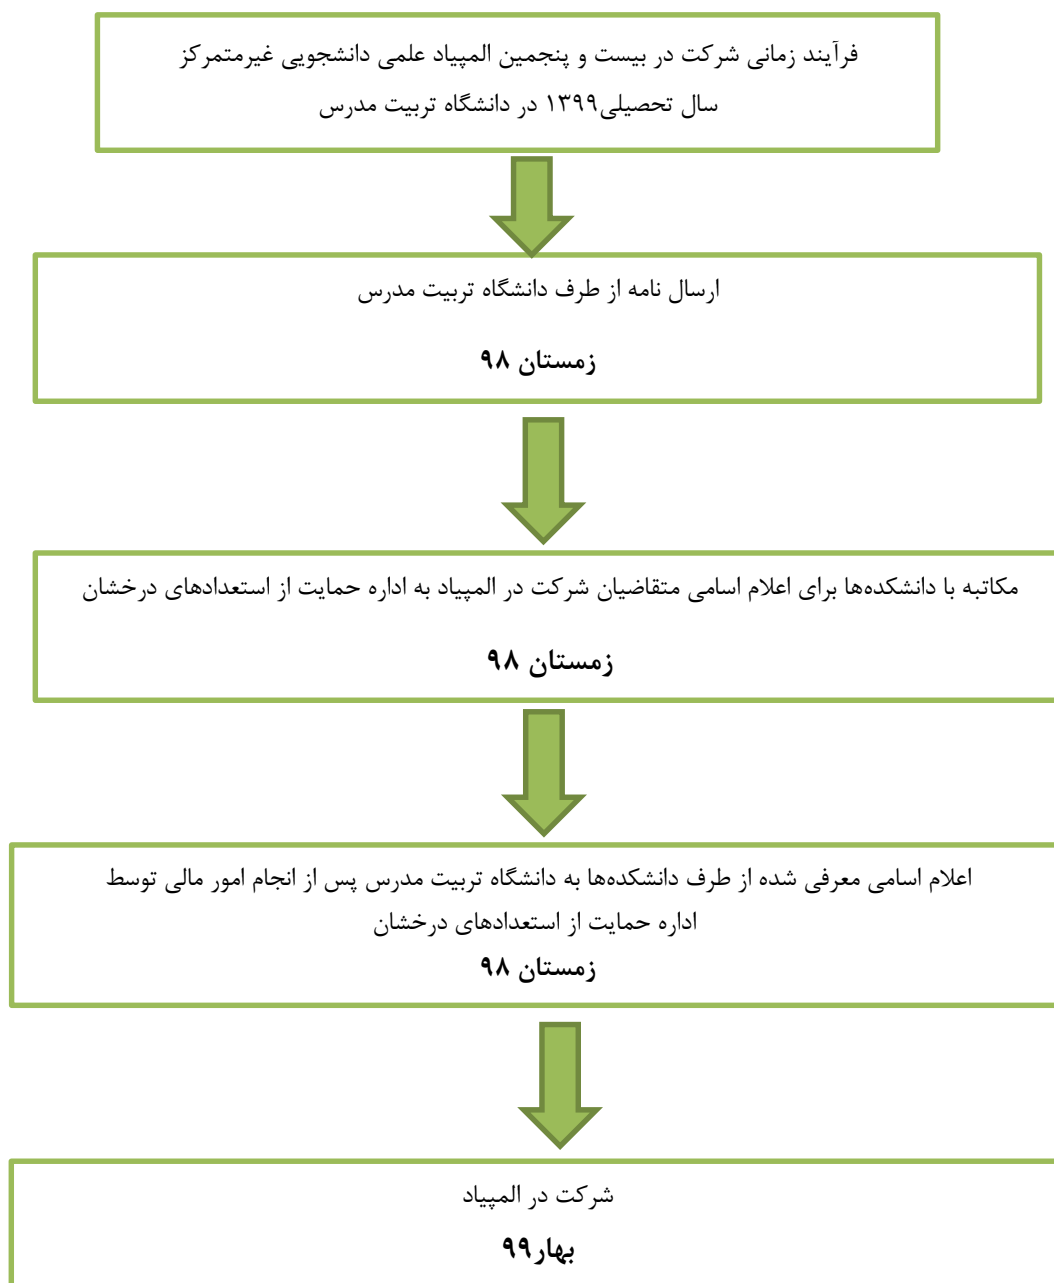 فرآیند زمانی شرکت در بیست و پنجمین المپیاد علمی دانشجویی غیرمتمرکز
سال تحصیلی۱۳۹۹ در دانشگاه تربیت مدرس
ارسال نامه از طرف دانشگاه تربیت مدرس
زمستان ۹۸
مکاتبه با دانشکده‌ها برای اعلام اسامی متقاضیان شرکت در المپیاد به اداره حمایت از استعدادهای درخشان
زمستان ۹۸
اعلام اسامی معرفی شده از طرف دانشکده‌ها به دانشگاه تربیت مدرس پس از انجام امور مالی توسط
اداره حمایت از استعدادهای درخشان
زمستان ۹۸
شرکت در المپیاد
بهار۹۹